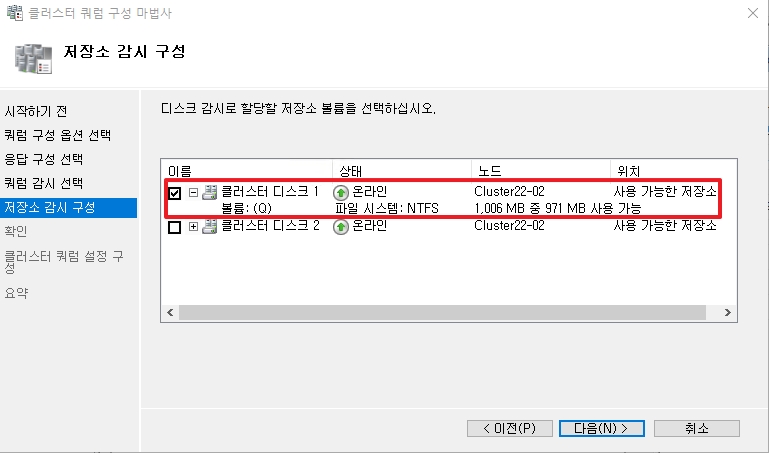 클러스터 쿼럼 구성 마법사
저장소 감시 구성
시작하기 전
쿼럼 구성 옵션 선택
응답 구성 선택
쿼럼 감시 선택
저장소 감시 구성
확인
클러스터 쿼럼 설정 구
성
요약
디스크 감시로 할당할 저장소 볼륨을 선택하십시오.
이름 상태 노드 위치
클러스터 디스크 1 온라인 Cluster22-02 사용 가능한 저장소
볼륨: (Q) 파일 시스템: NTFS 1,006 MB 중 971 MB 사용 가능
클러스터 디스크 2 온라인 Cluster22-02 사용 가능한 저장소
< 이전(P) 다음(N) > 취소